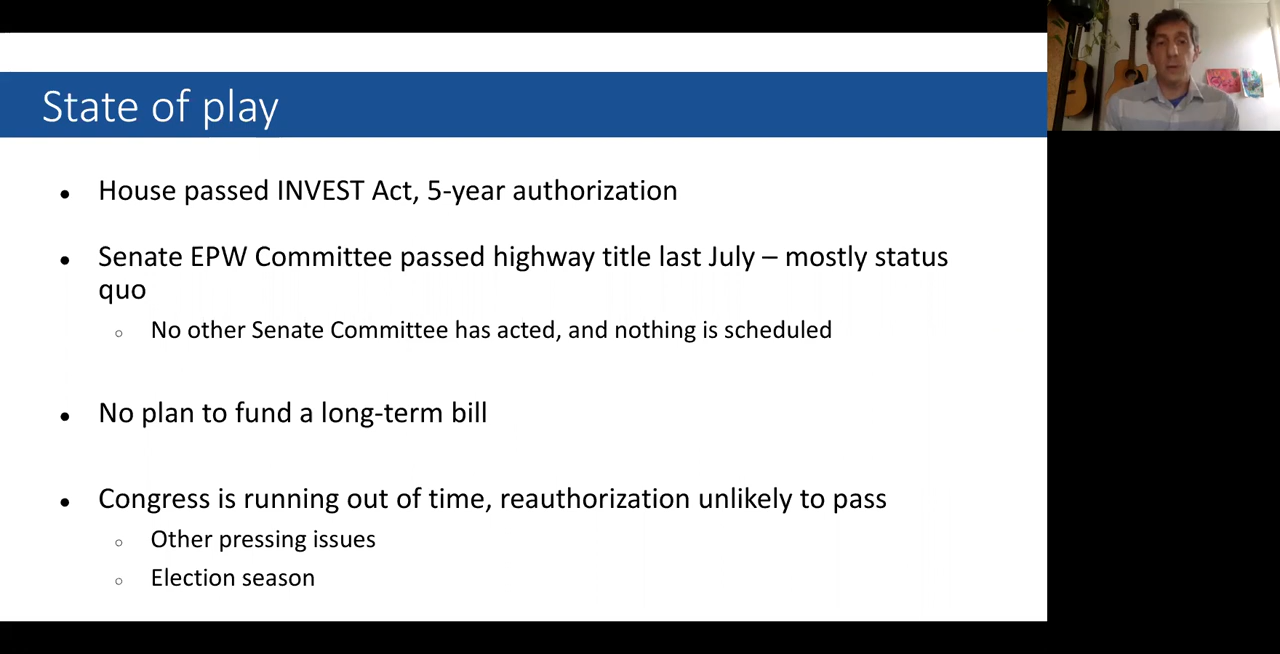 State of play
● House passed INVEST Act, 5-year authorization
● Senate EPW Committee passed highway title last July – mostly status
quo
○ No other Senate Committee has acted, and nothing is scheduled
● No plan to fund a long-term bill
● Congress is running out of time, reauthorization unlikely to pass
○ Other pressing issues
○ Election season